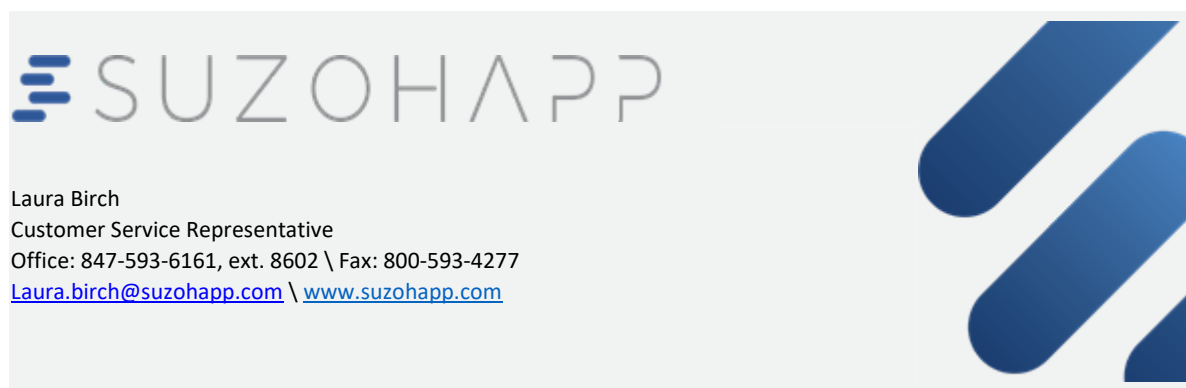 SUZOHAPP
Laura Birch
Customer Service Representative
Office: 847-593-6161, ext. 8602 \ Fax: 800-593-4277
Laura.birch@suzohapp.com \ www.suzohapp.com